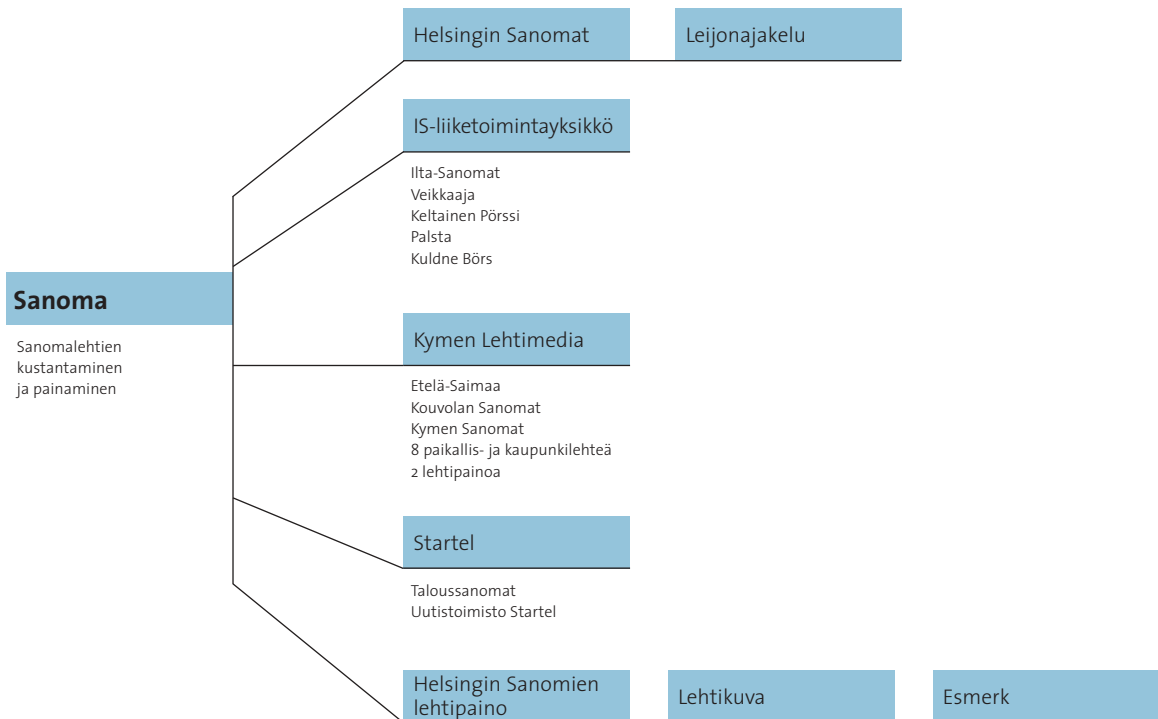 Helsingin Sanomat
Leijonajakelu
IS-liiketoimintayksikkö
Ilta-Sanomat
Veikkaaja
Keltainen Pörssi
Palsta
Kuldne Börs
Sanoma
Sanomalehtien
kustantaminen
ja painaminen
Kymen Lehtimedia
Etelä-Saimaa
Kouvolan Sanomat
Kymen Sanomat
8 paikallis- ja kaupunkilehteä
2 lehtipainoa
Startel
Taloussanomat
Uutistoimisto Startel
Helsingin Sanomien
lehtipaino
Lehtikuva
Esmerk